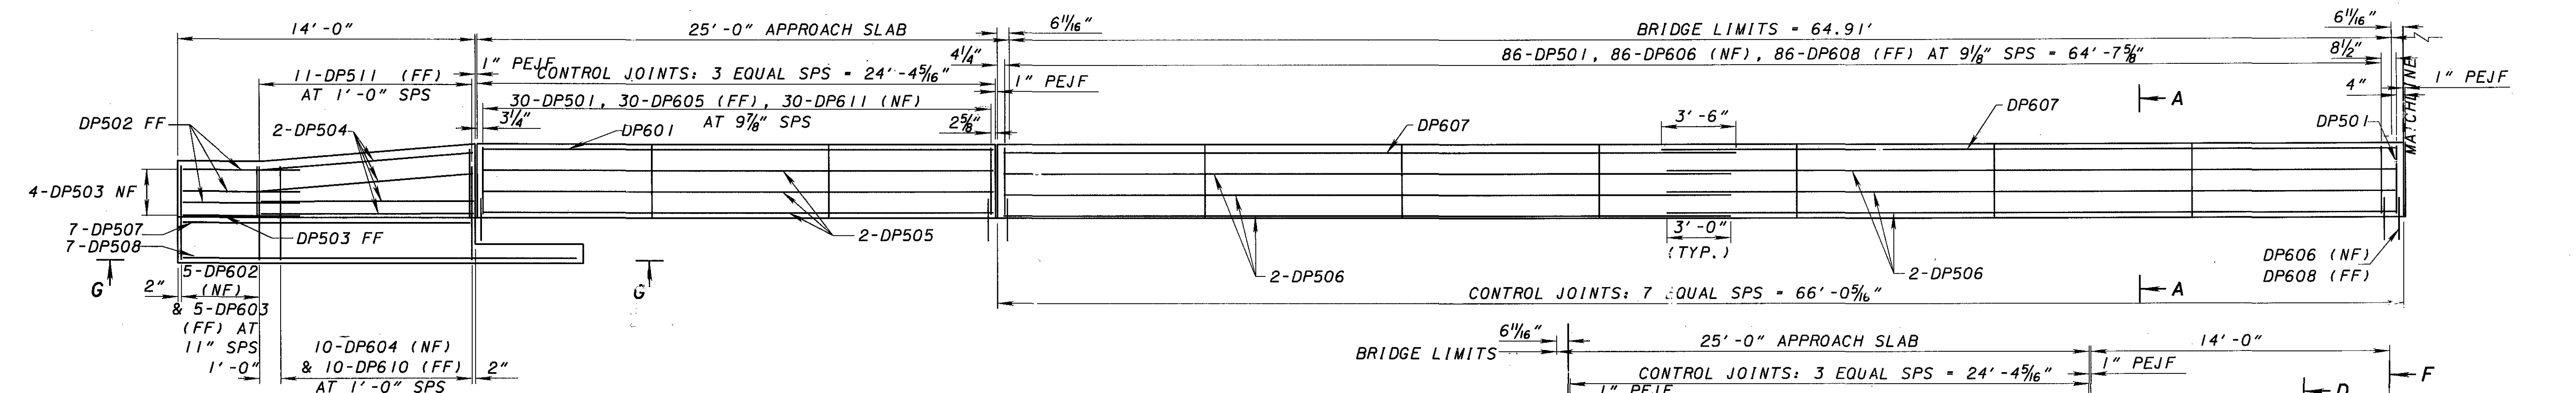 14'-0"
25'-0" APPROACH SLAB
6 11/16"
BRIDGE LIMITS = 64.91'
6 11/16"
11-DP511 (FF)
AT 1'-0" SPS
1" PEJF
CONTROL JOINTS: 3 EQUAL SPS = 24'-4 5/16"
4 1/4"
1" PEJF
86-DP501, 86-DP606 (NF), 86-DP608 (FF) AT 9 1/8" SPS = 64'-7 5/8"
8 1/2"
1" PEJF
4"
30-DP501, 30-DP605 (FF), 30-DP611 (NF)
AT 9 7/8" SPS
3 1/4"
2 5/8"
A
DP502 FF
2-DP504
DP601
DP607
3'-6"
DP607
DP501
MATCHLINE
4-DP503 NF
7-DP507
7-DP508
DP503 FF
2-DP505
2-DP506
3'-0"
(TYP.)
2-DP506
DP606 (NF)
DP608 (FF)
G
G
2"
5-DP602
(NF)
& 5-DP603
(FF) AT
11" SPS
1'-0"
10-DP604 (NF)
& 10-DP610 (FF)
AT 1'-0" SPS
2"
CONTROL JOINTS: 7 EQUAL SPS = 66'-0 5/16"
A
6 11/16"
BRIDGE LIMITS
25'-0" APPROACH SLAB
14'-0"
CONTROL JOINTS: 3 EQUAL SPS = 24'-4 5/16"
1" PEJF
F
1" PEJF
D